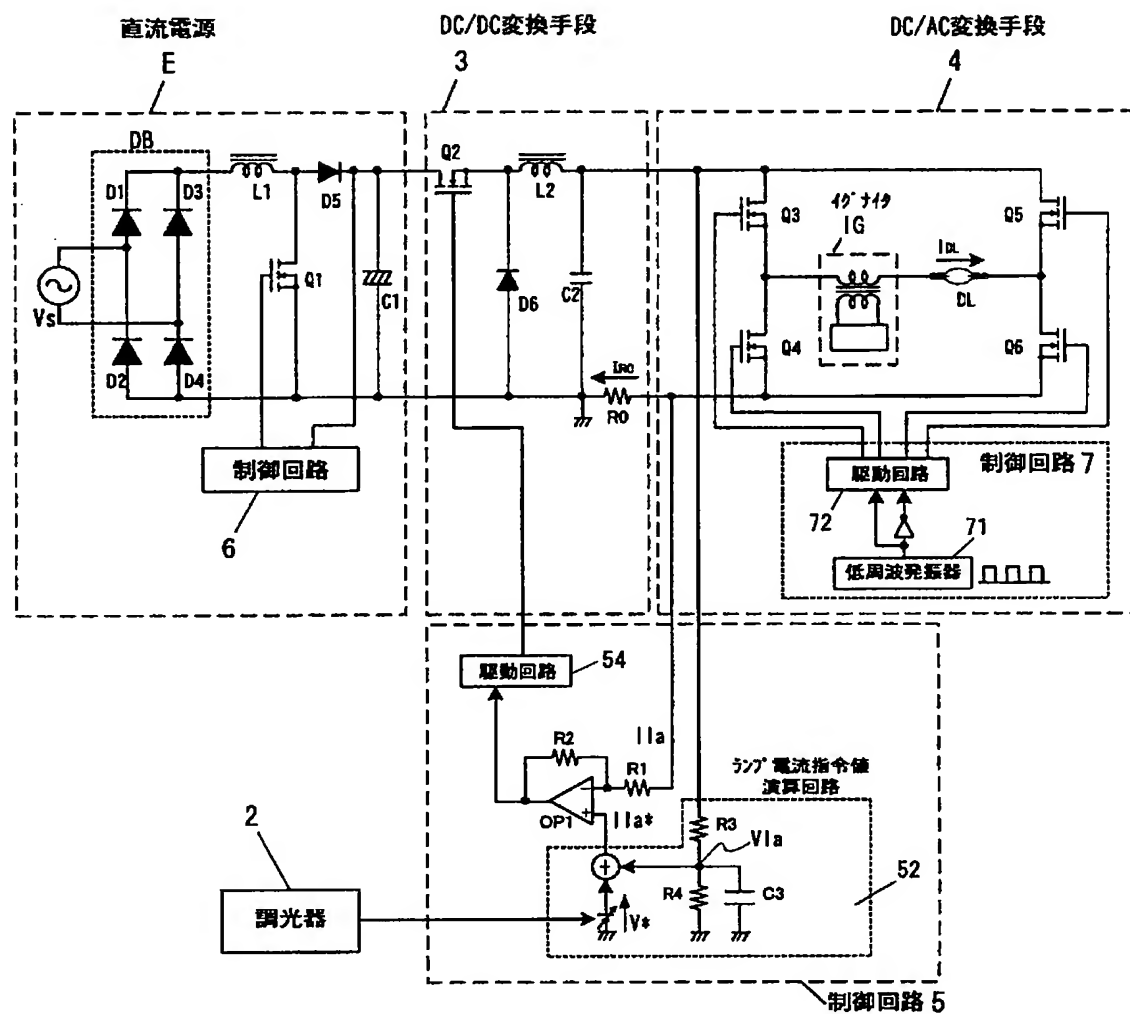 直流電源
E
DC/DC変換手段
3
DC/AC変換手段
4
DB
D1
D3
D2
D4
Vs
L1
D5
Q1
C1
制御回路
6
Q2
L2
D6
C2
IRO
R0
Q3
Q5
イグナイタ
IG
IDL
DL
Q4
Q6
駆動回路
制御回路7
72
71
低周波発振器
駆動回路
54
R2
IIa
R1
OP1
IIa*
ランプ電流指令値
演算回路
R3
VIa
52
R4
C3
V*
2
調光器
制御回路5